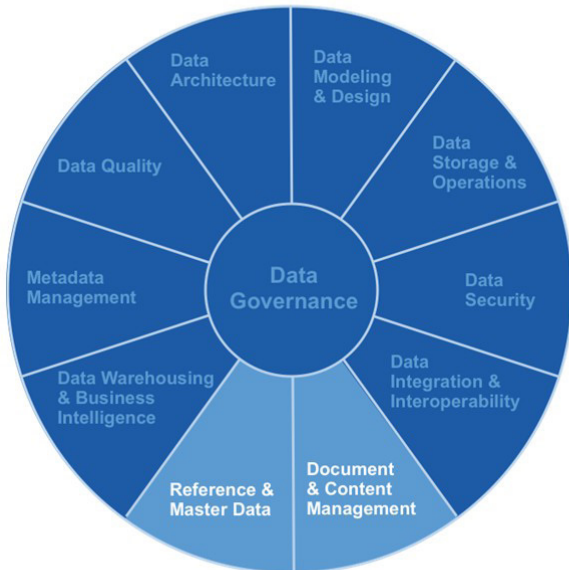 Data
Architecture
Data
Modeling
& Design
Data
Storage &
Operations
Data
Security
Data
Integration &
Interoperability
Document
& Content
Management
Reference &
Master Data
Data Warehousing
& Business
Intelligence
Metadata
Management
Data Quality
Data
Governance